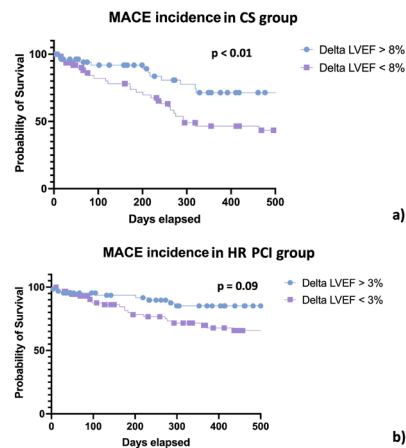 MACE incidence in CS group
100
50
0
Probability of Survival
0
100
200
300
400
500
Days elapsed
p < 0.01
Delta LVEF > 8%
Delta LVEF < 8%
a)
MACE incidence in HR PCI group
100
50
0
Probability of Survival
0
100
200
300
400
500
Days elapsed
p = 0.09
Delta LVEF > 3%
Delta LVEF < 3%
b)